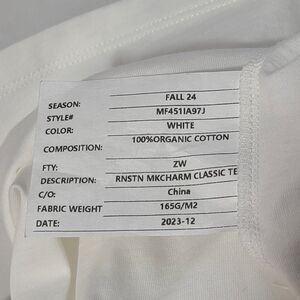 SEASON: FALL 24
STYLE# MF451IA97J
COLOR: WHITE
COMPOSITION: 100%ORGANIC COTTON
FTY: ZW
DESCRIPTION: RNSTN MKCHARM CLASSIC TE
C/O: China
FABRIC WEIGHT 165G/M2
DATE: 2023-12